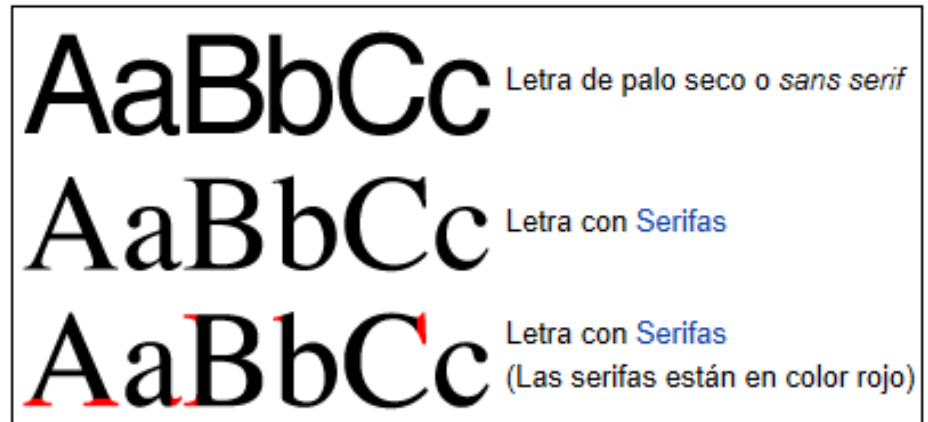 AaBbCc Letra de palo seco o sans serif
AaBbCc Letra con Serifas
AaBbCc Letra con Serifas
(Las serifas están en color rojo)